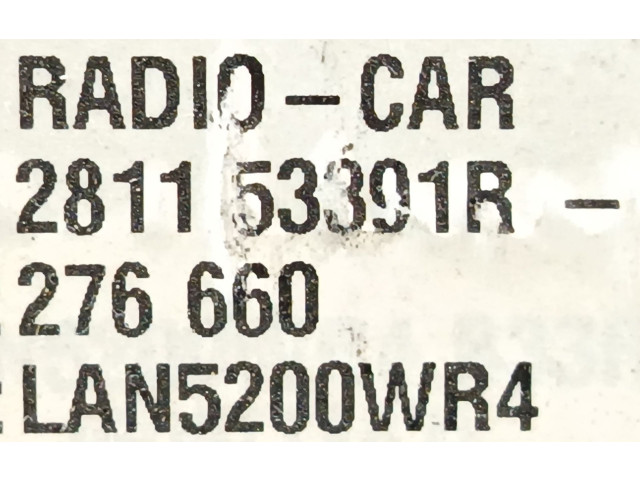 RADIO - CAR
2811 53391R -
276 660
LAN5200WR4